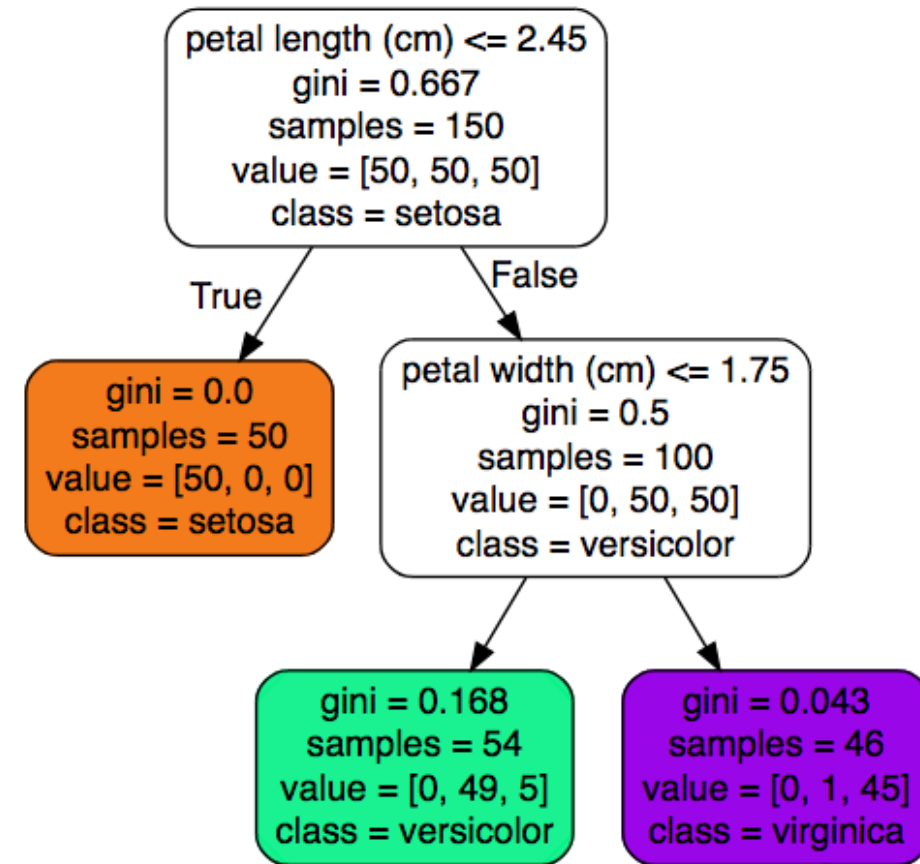 petal length (cm) <= 2.45
gini = 0.667
samples = 150
value = [50, 50, 50]
class = setosa
True
False
gini = 0.0
samples = 50
value = [50, 0, 0]
class = setosa
petal width (cm) <= 1.75
gini = 0.5
samples = 100
value = [0, 50, 50]
class = versicolor
gini = 0.168
samples = 54
value = [0, 49, 5]
class = versicolor
gini = 0.043
samples = 46
value = [0, 1, 45]
class = virginica